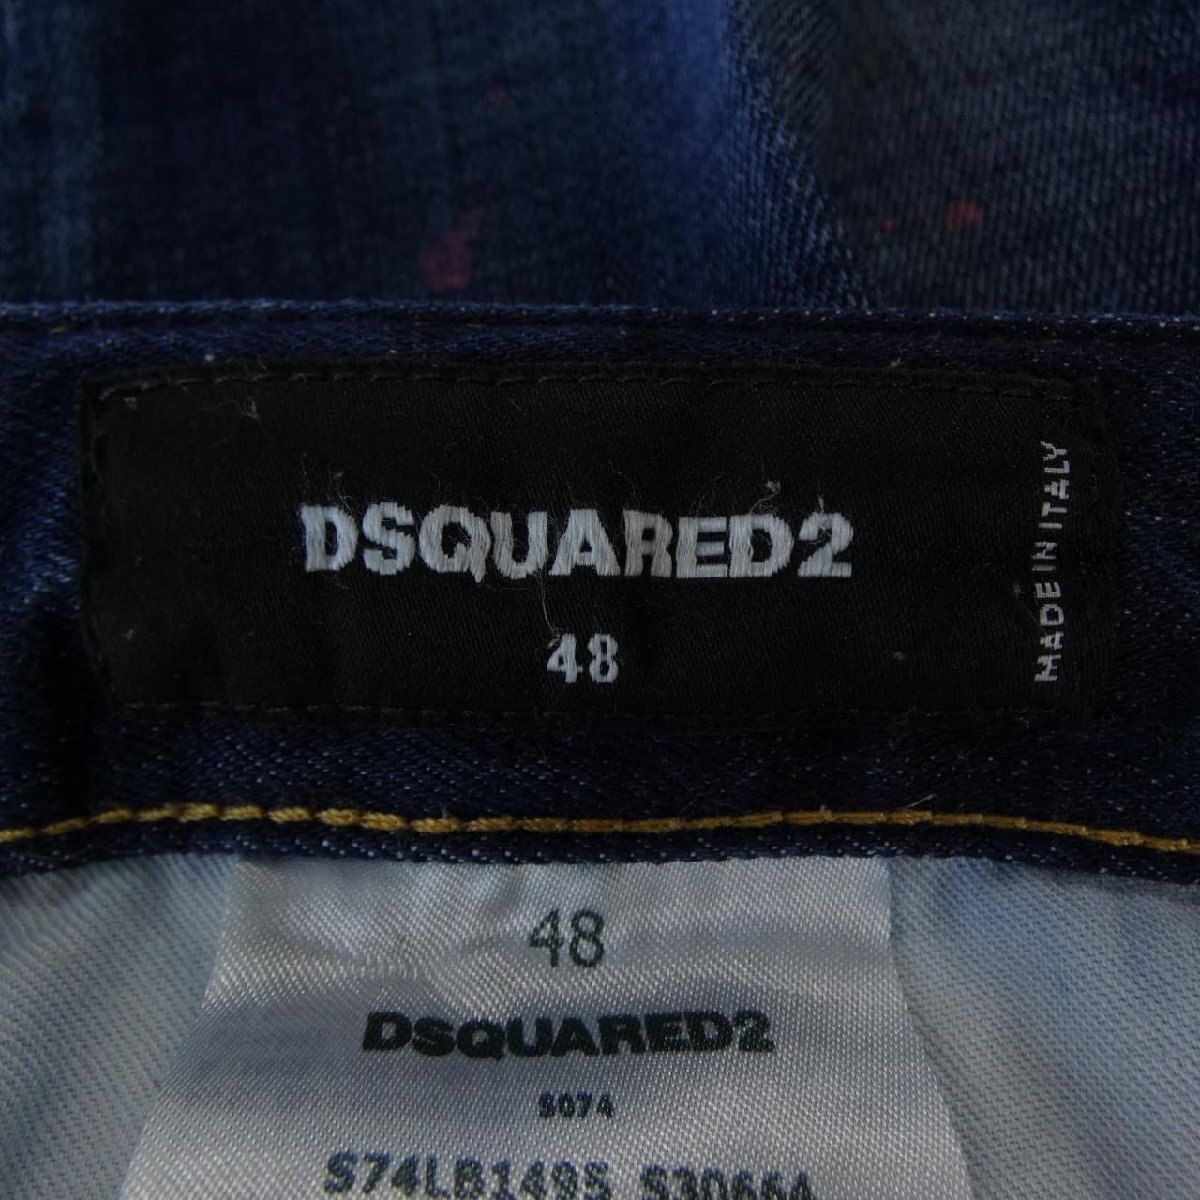 DSQUARED2
48
MADE IN ITALY
48
DSQUARED2
S074
S74LB1495 S30664